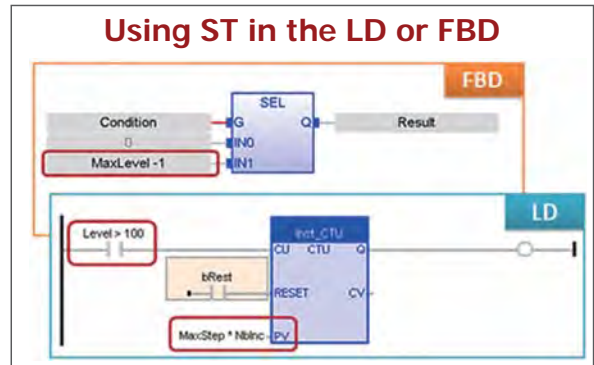 Using ST in the LD or FBD
FBD
SEL
Condition G Q Result
0 IN0
MaxLevel -1 IN1
LD
Level > 100
Inst_CTU
CU CTU Q
bRest
RESET CV
MaxStep * NbInc PV